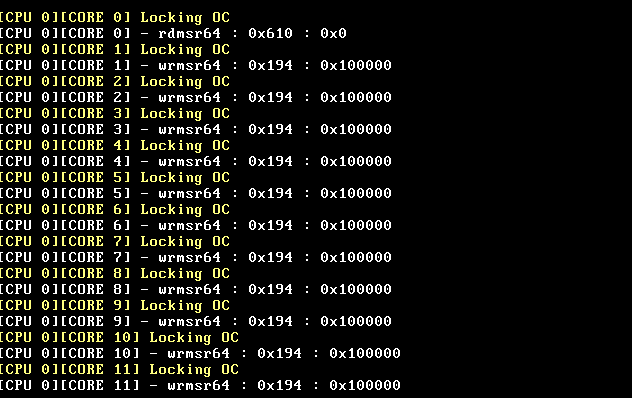 [CPU 0][CORE 0] Locking OC
[CPU 0][CORE 0] - rdmsr64 : 0x610 : 0x0
[CPU 0][CORE 1] Locking OC
[CPU 0][CORE 1] - wrmsr64 : 0x194 : 0x100000
[CPU 0][CORE 2] Locking OC
[CPU 0][CORE 2] - wrmsr64 : 0x194 : 0x100000
[CPU 0][CORE 3] Locking OC
[CPU 0][CORE 3] - wrmsr64 : 0x194 : 0x100000
[CPU 0][CORE 4] Locking OC
[CPU 0][CORE 4] - wrmsr64 : 0x194 : 0x100000
[CPU 0][CORE 5] Locking OC
[CPU 0][CORE 5] - wrmsr64 : 0x194 : 0x100000
[CPU 0][CORE 6] Locking OC
[CPU 0][CORE 6] - wrmsr64 : 0x194 : 0x100000
[CPU 0][CORE 7] Locking OC
[CPU 0][CORE 7] - wrmsr64 : 0x194 : 0x100000
[CPU 0][CORE 8] Locking OC
[CPU 0][CORE 8] - wrmsr64 : 0x194 : 0x100000
[CPU 0][CORE 9] Locking OC
[CPU 0][CORE 9] - wrmsr64 : 0x194 : 0x100000
[CPU 0][CORE 10] Locking OC
[CPU 0][CORE 10] - wrmsr64 : 0x194 : 0x100000
[CPU 0][CORE 11] Locking OC
[CPU 0][CORE 11] - wrmsr64 : 0x194 : 0x100000